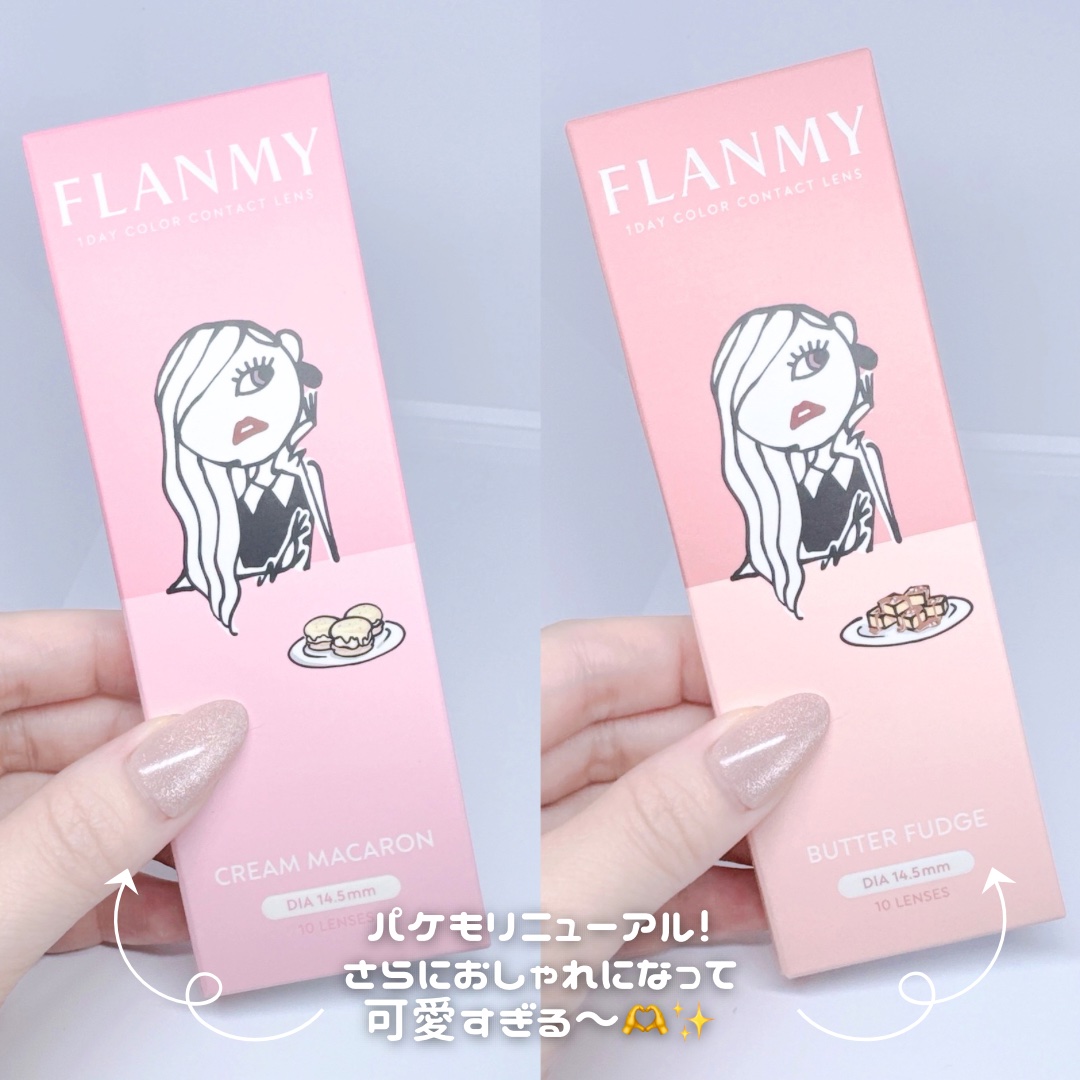 FLANMY
1DAY COLOR CONTACT LENS
CREAM MACARON
DIA 14.5mm
10 LENSES
FLANMY
1DAY COLOR CONTACT LENS
BUTTER FUDGE
DIA 14.5mm
10 LENSES
パケもリニューアル!
さらにおしゃれになって
可愛すぎる〜🫶✨